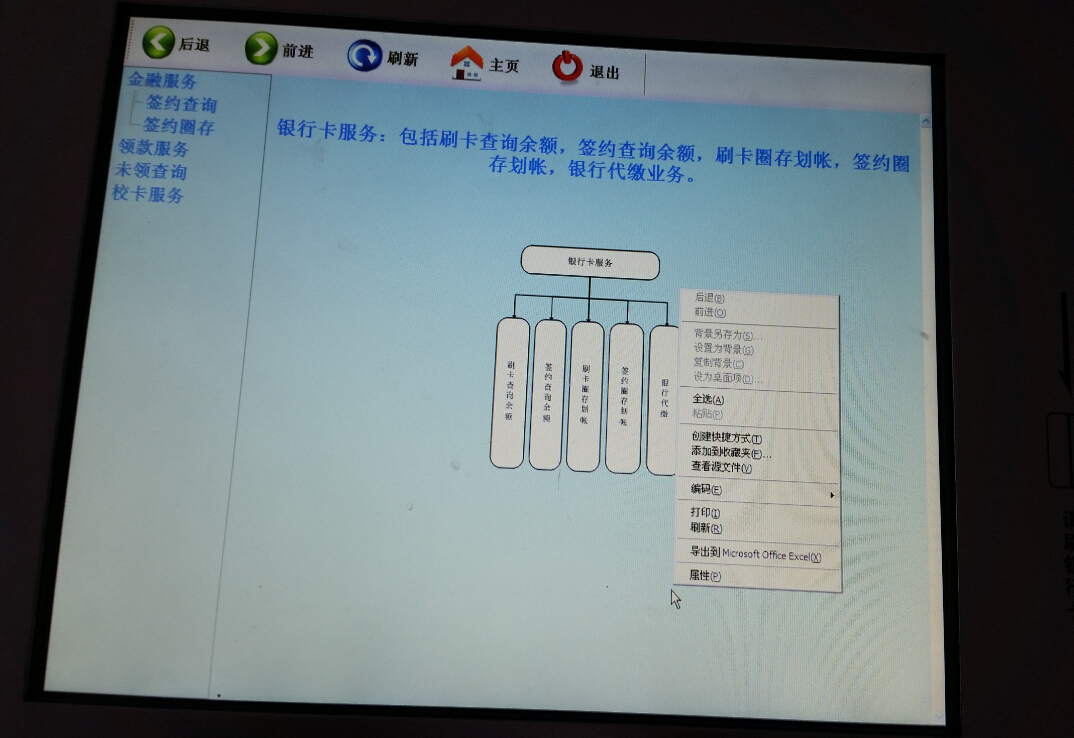 后退
前进
刷新
主页
退出
金融服务
签约查询
签约圈存
领款服务
未领查询
校卡服务
银行卡服务：包括刷卡查询余额，签约查询余额，刷卡圈存划帐，签约圈
存划帐，银行代缴业务。
银行卡服务
刷卡查询余额
签约查询余额
刷卡圈存划帐
签约圈存划帐
银行代缴
后退(B)
前进(O)
背景另存为(S)...
设置为背景(G)
复制背景(C)
设为桌面项(D)...
全选(A)
粘贴(P)
创建快捷方式(T)
添加到收藏夹(F)...
查看源文件(V)
编码(E)
打印(I)
刷新(R)
导出到 Microsoft Office Excel(X)
属性(P)